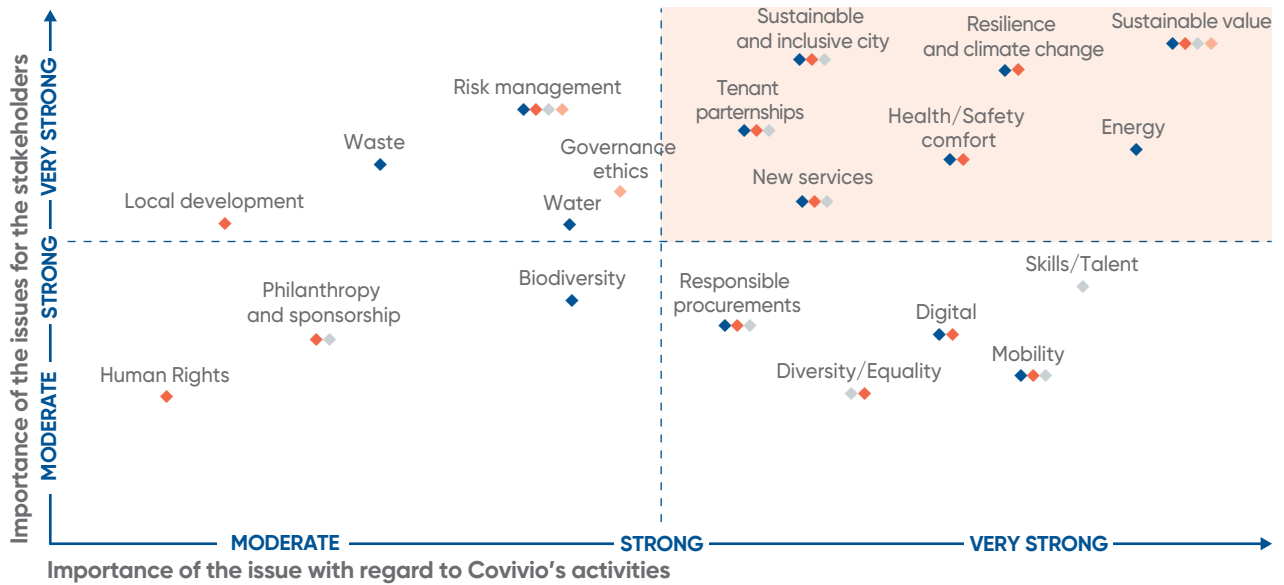 Sustainable
and inclusive city
Resilience
and climate change
Sustainable value
Risk management
Tenant
parternships
Health/Safety
comfort
Energy
Waste
Governance
ethics
New services
Local development
Water
Skills/Talent
Biodiversity
Responsible
procurements
Philanthropy
and sponsorship
Digital
Mobility
Human Rights
Diversity/Equality
Importance of the issues for the stakeholders
MODERATE
STRONG
VERY STRONG
MODERATE
STRONG
VERY STRONG
Importance of the issue with regard to Covivio's activities